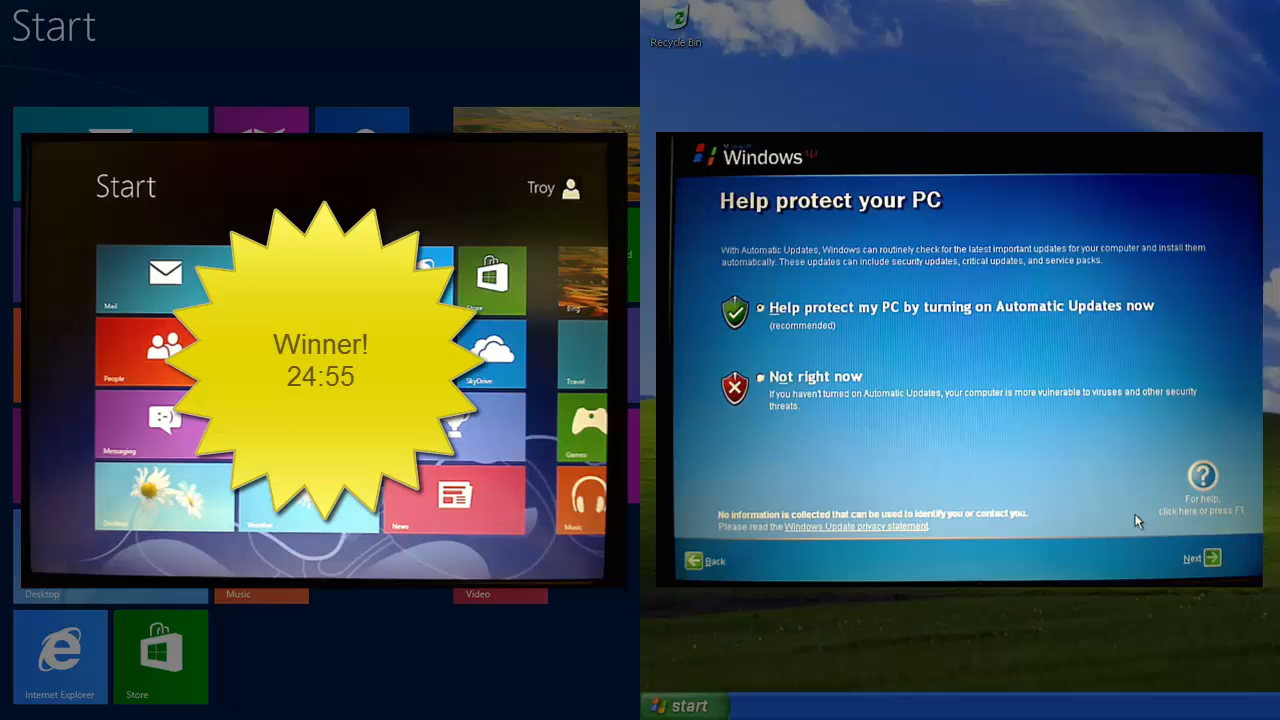 Start
Start
Troy
Mail
Store
Bing
People
SkyDrive
Travel
Messaging
Games
Desktop
Weather
News
Music
Winner!
24:55
Desktop
Music
Video
Internet Explorer
Store
Recycle Bin
Microsoft
Windows xp
Help protect your PC
With Automatic Updates, Windows can routinely check for the latest important updates for your computer and install them
automatically. These updates can include security updates, critical updates, and service packs.
Help protect my PC by turning on Automatic Updates now
(recommended)
Not right now
If you haven't turned on Automatic Updates, your computer is more vulnerable to viruses and other security
threats.
For help,
click here or press F1
No information is collected that can be used to identify you or contact you.
Please read the Windows Update privacy statement.
Back
Next
start